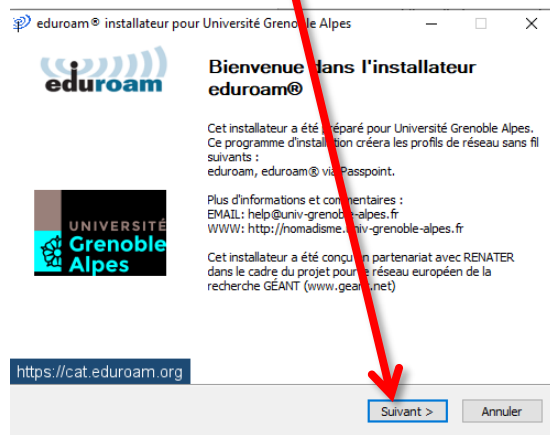 eduroam® installateur pour Université Grenoble Alpes
eduroam
Bienvenue dans l'installateur
eduroam®
Cet installateur a été préparé pour Université Grenoble Alpes.
Ce programme d'installation créera les profils de réseau sans fil
suivants :
eduroam, eduroam® via Passpoint.
Plus d'informations et commentaires :
EMAIL: help@univ-grenoble-alpes.fr
WWW: http://nomadisme.univ-grenoble-alpes.fr
Cet installateur a été conçu en partenariat avec RENATER
dans le cadre du projet pour le réseau européen de la
recherche GÉANT (www.geant.net)
UNIVERSITÉ
Grenoble
Alpes
https://cat.eduroam.org
Suivant >
Annuler